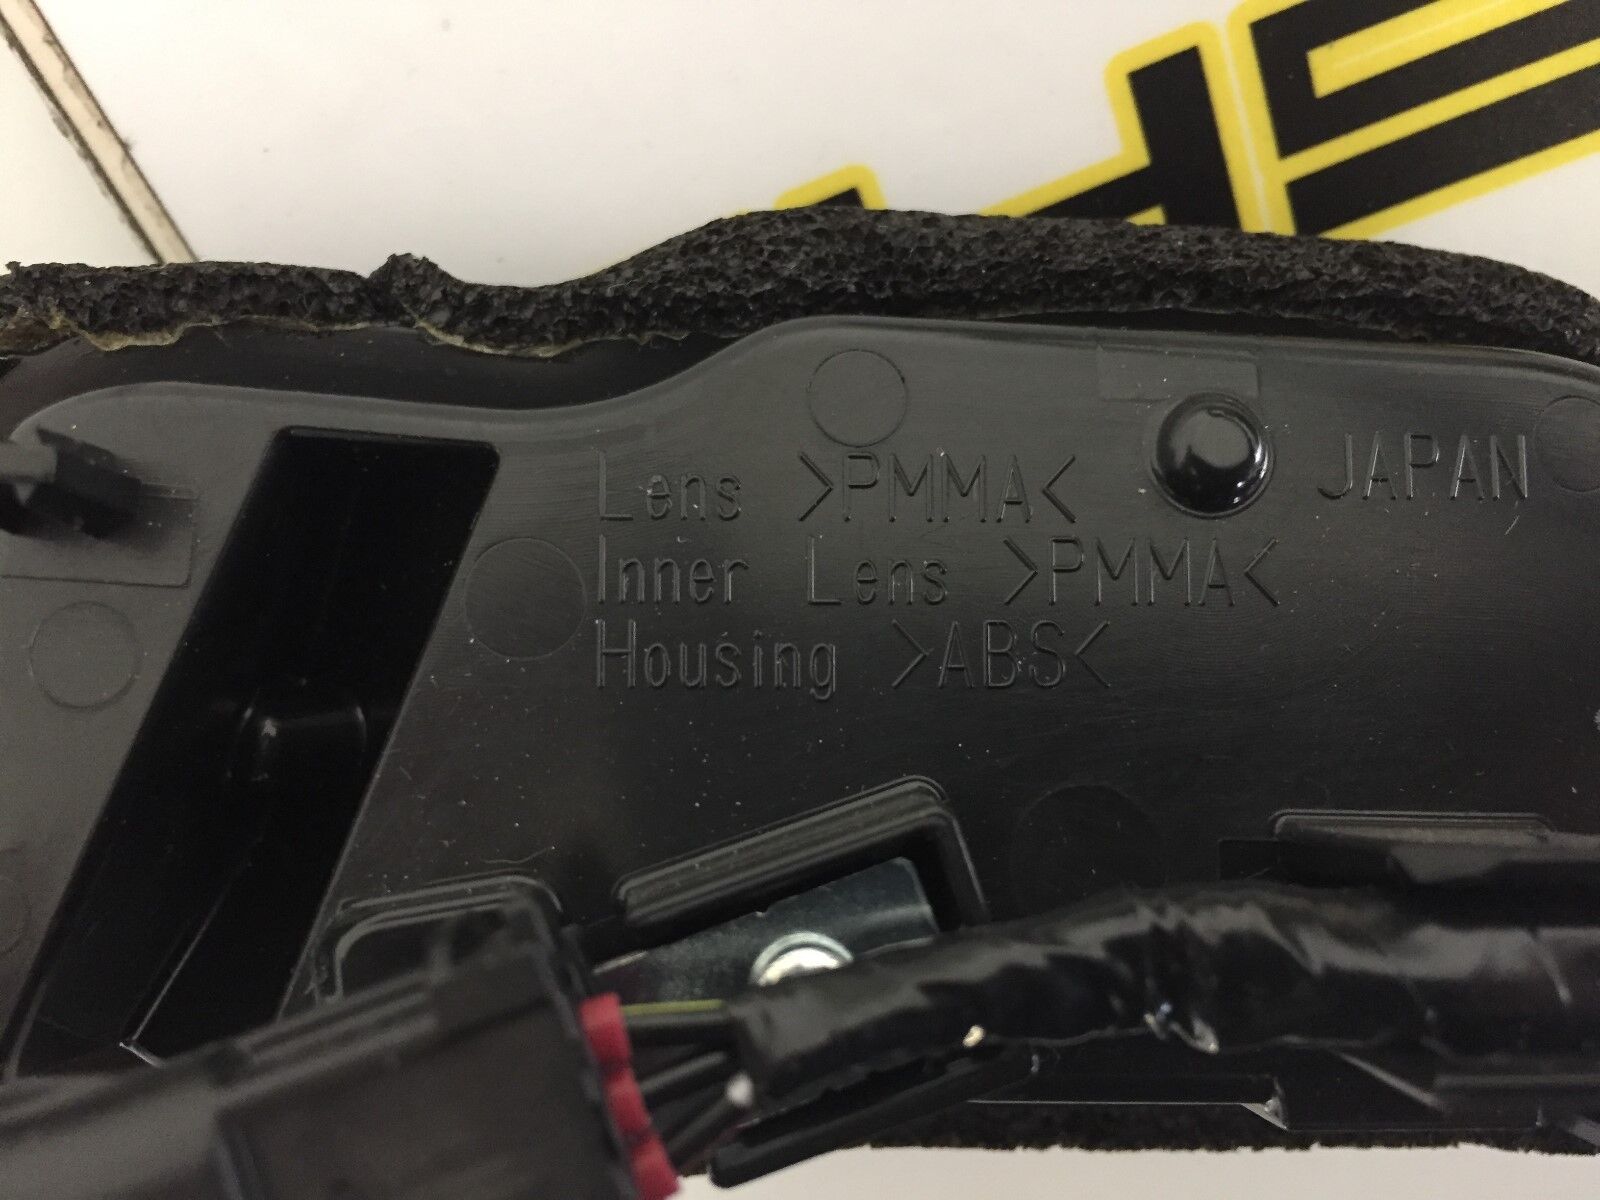 Lens >PMMA<
JAPAN
Inner Lens >PMMA<
Housing >ABS<